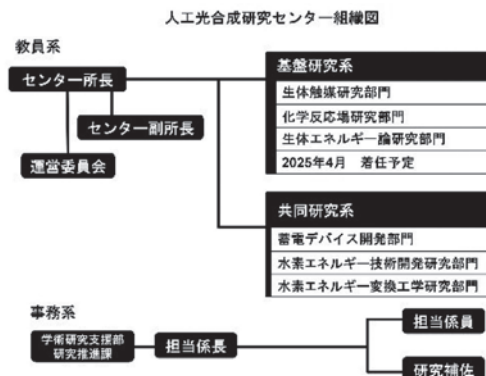 人工光合成研究センター組織図
教員系
センター所長
センター副所長
運営委員会
基盤研究系
生体触媒研究部門
化学反応場研究部門
生体エネルギー論研究部門
2025年4月 着任予定
共同研究系
蓄電デバイス開発部門
水素エネルギー技術開発研究部門
水素エネルギー変換工学研究部門
事務系
学術研究支援部
研究推進課
担当係長
担当係員
研究補佐